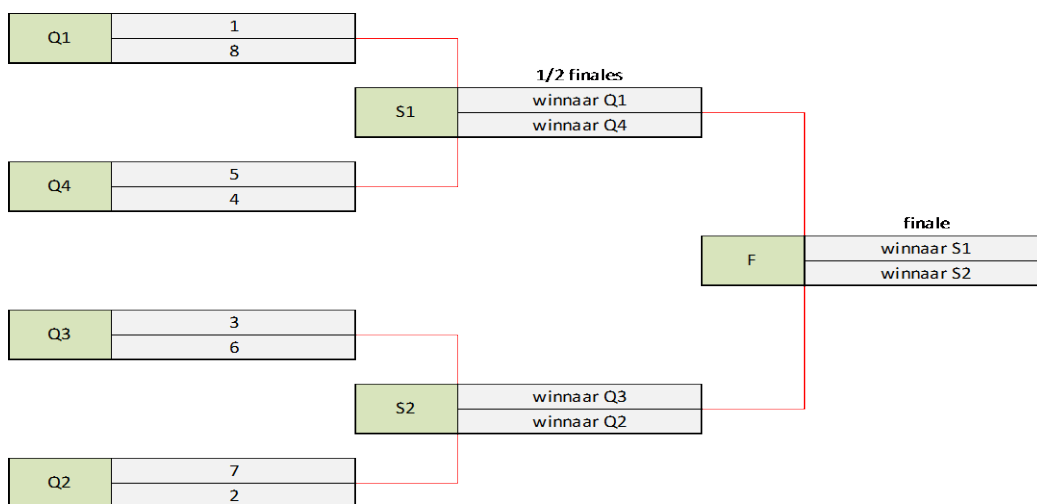 Q1
1
8
1/2 finales
S1
winnaar Q1
winnaar Q4
Q4
5
4
finale
F
winnaar S1
winnaar S2
Q3
3
6
S2
winnaar Q3
winnaar Q2
Q2
7
2